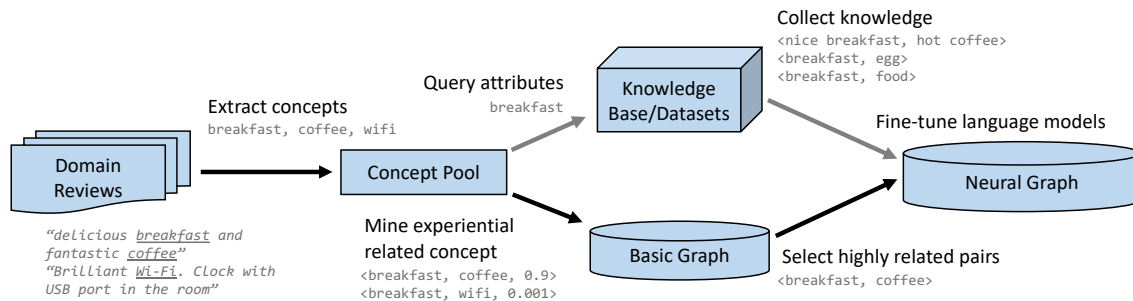 Collect knowledge
<nice breakfast, hot coffee>
<breakfast, egg>
<breakfast, food>
Query attributes
breakfast
Knowledge
Base/Datasets
Extract concepts
breakfast, coffee, wifi
Fine-tune language models
Domain
Reviews
Concept Pool
Neural Graph
“delicious breakfast and
fantastic coffee”
“Brilliant Wi-Fi. Clock with
USB port in the room”
Mine experiential
related concept
<breakfast, coffee, 0.9>
<breakfast, wifi, 0.001>
Basic Graph
Select highly related pairs
<breakfast, coffee>